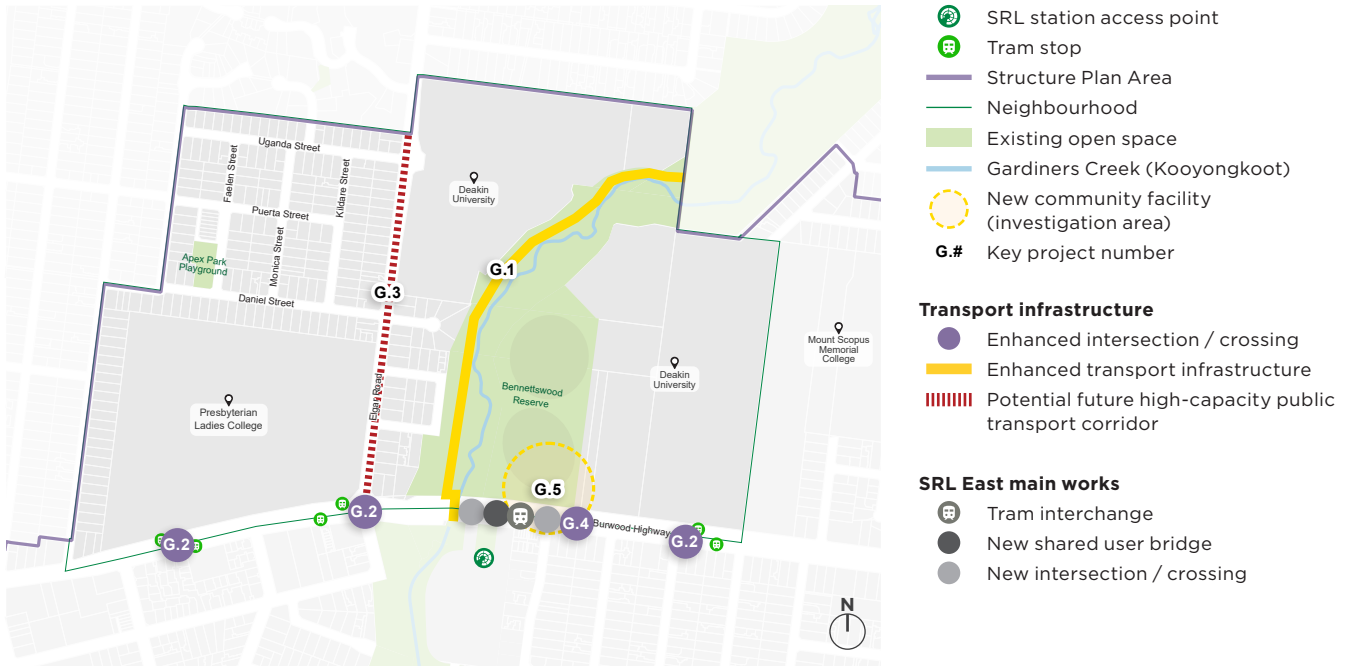 Uganda Street
Faelen Street
Kildare Street
Puerta Street
Monica Street
Apex Park
Playground
Daniel Street
Deakin
University
G.1
G.3
Elgar Road
Presbyterian
Ladies College
Bennettswood
Reserve
Deakin
University
Mount Scopus
Memorial
College
G.5
G.2
G.2
G.4
Burwood Highway
G.2
N
SRL station access point
Tram stop
Structure Plan Area
Neighbourhood
Existing open space
Gardiners Creek (Kooyongkoot)
New community facility
(investigation area)
G.# Key project number
Transport infrastructure
Enhanced intersection / crossing
Enhanced transport infrastructure
Potential future high-capacity public
transport corridor
SRL East main works
Tram interchange
New shared user bridge
New intersection / crossing